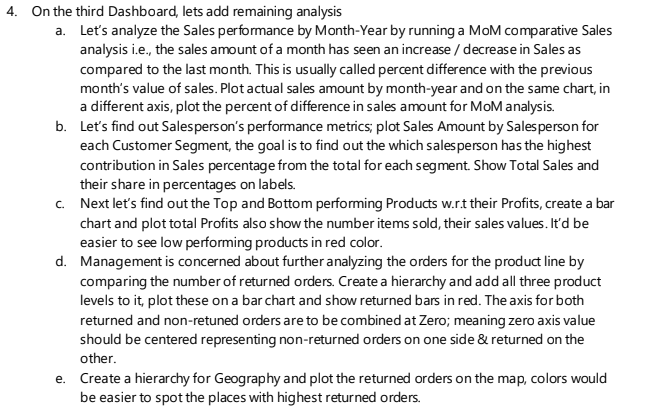 4. On the third Dashboard, lets add remaining analysis
a. Let's analyze the Sales performance by Month-Year by running a MoM comparative Sales
analysis i.e., the sales amount of a month has seen an increase / decrease in Sales as
compared to the last month. This is usually called percent difference with the previous
month's value of sales. Plot actual sales amount by month-year and on the same chart, in
a different axis, plot the percent of difference in sales amount for MoM analysis.
b. Let's find out Salesperson's performance metrics; plot Sales Amount by Salesperson for
each Customer Segment, the goal is to find out the which salesperson has the highest
contribution in Sales percentage from the total for each segment. Show Total Sales and
their share in percentages on labels.
c. Next let's find out the Top and Bottom performing Products w.r.t their Profits, create a bar
chart and plot total Profits also show the number items sold, their sales values. It'd be
easier to see low performing products in red color.
d. Management is concerned about further analyzing the orders for the product line by
comparing the number of returned orders. Create a hierarchy and add all three product
levels to it, plot these on a bar chart and show returned bars in red. The axis for both
returned and non-retuned orders are to be combined at Zero; meaning zero axis value
should be centered representing non-returned orders on one side & returned on the
other.
e. Create a hierarchy for Geography and plot the returned orders on the map, colors would
be easier to spot the places with highest returned orders.